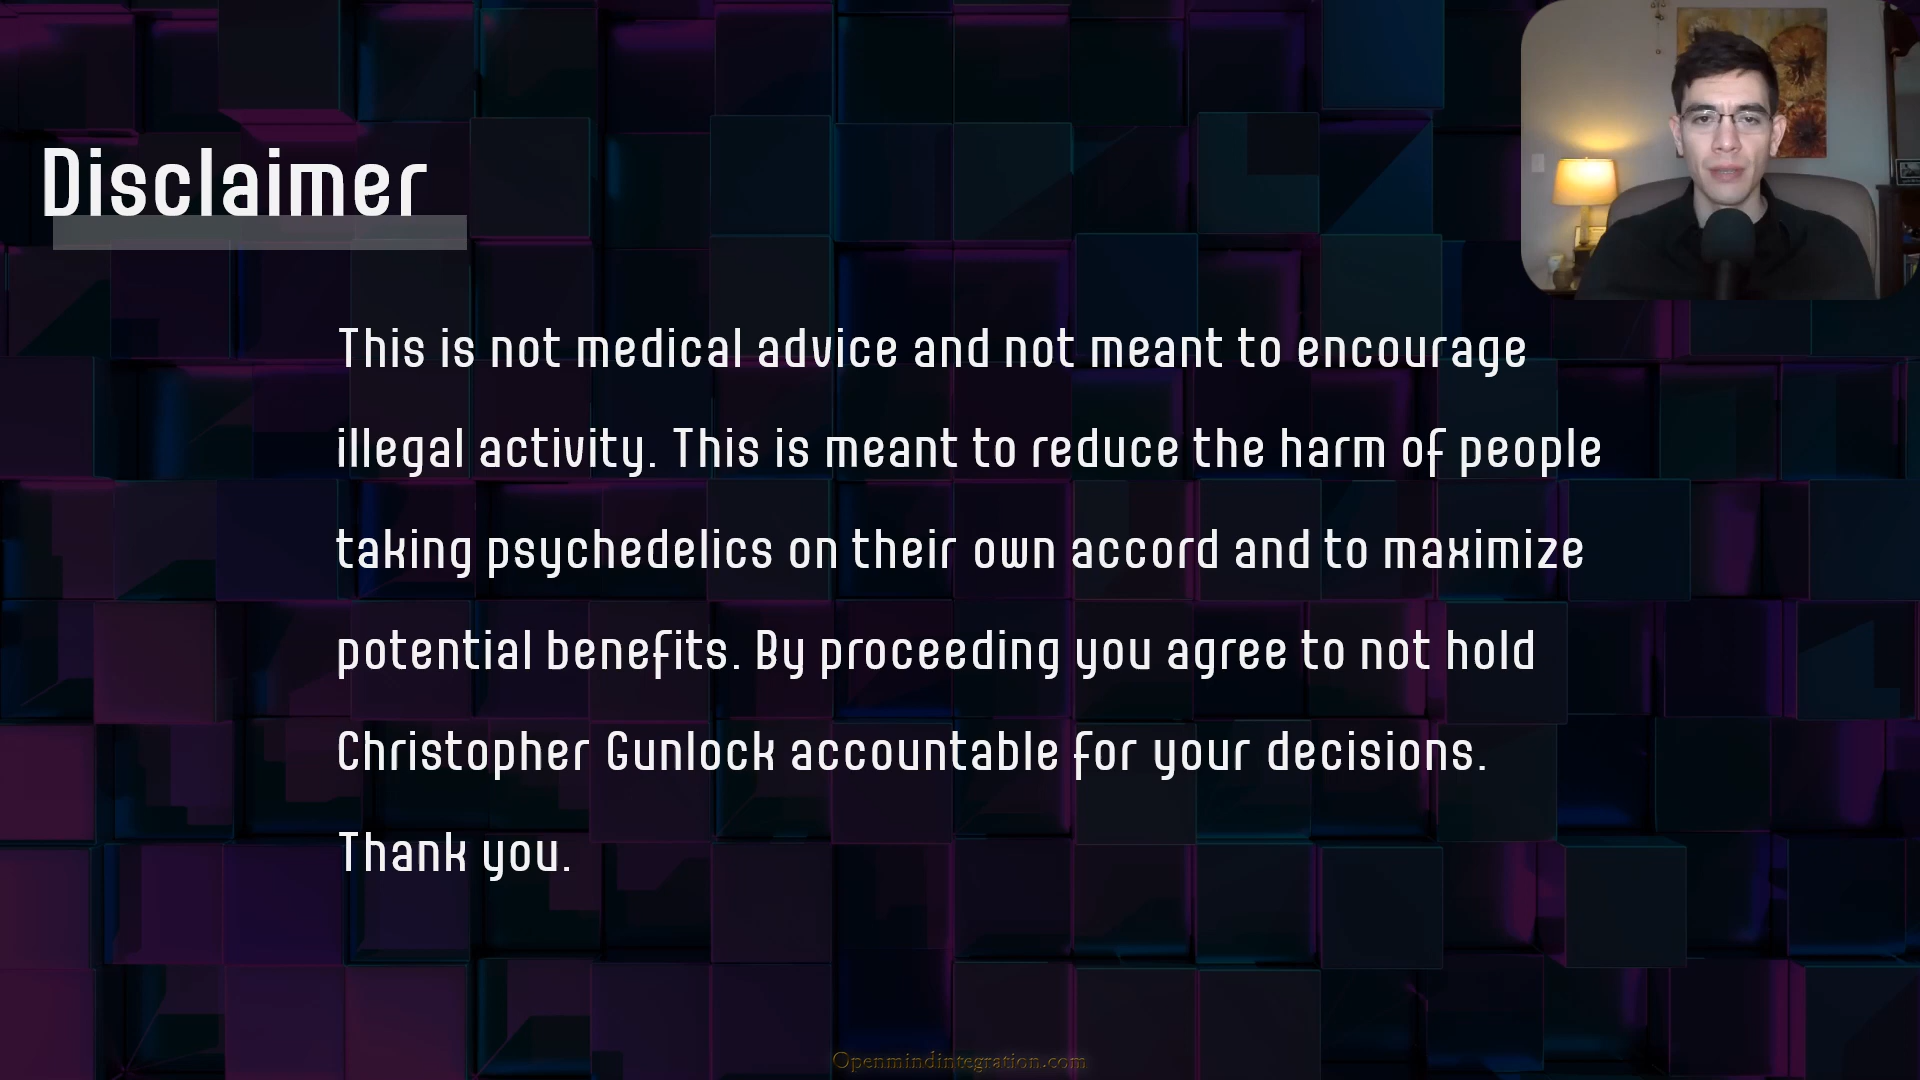 Disclaimer
This is not medical advice and not meant to encourage
illegal activity. This is meant to reduce the harm of people
taking psychedelics on their own accord and to maximize
potential benefits. By proceeding you agree to not hold
Christopher Gunlock accountable for your decisions.
Thank you.
Openmindintegration.com